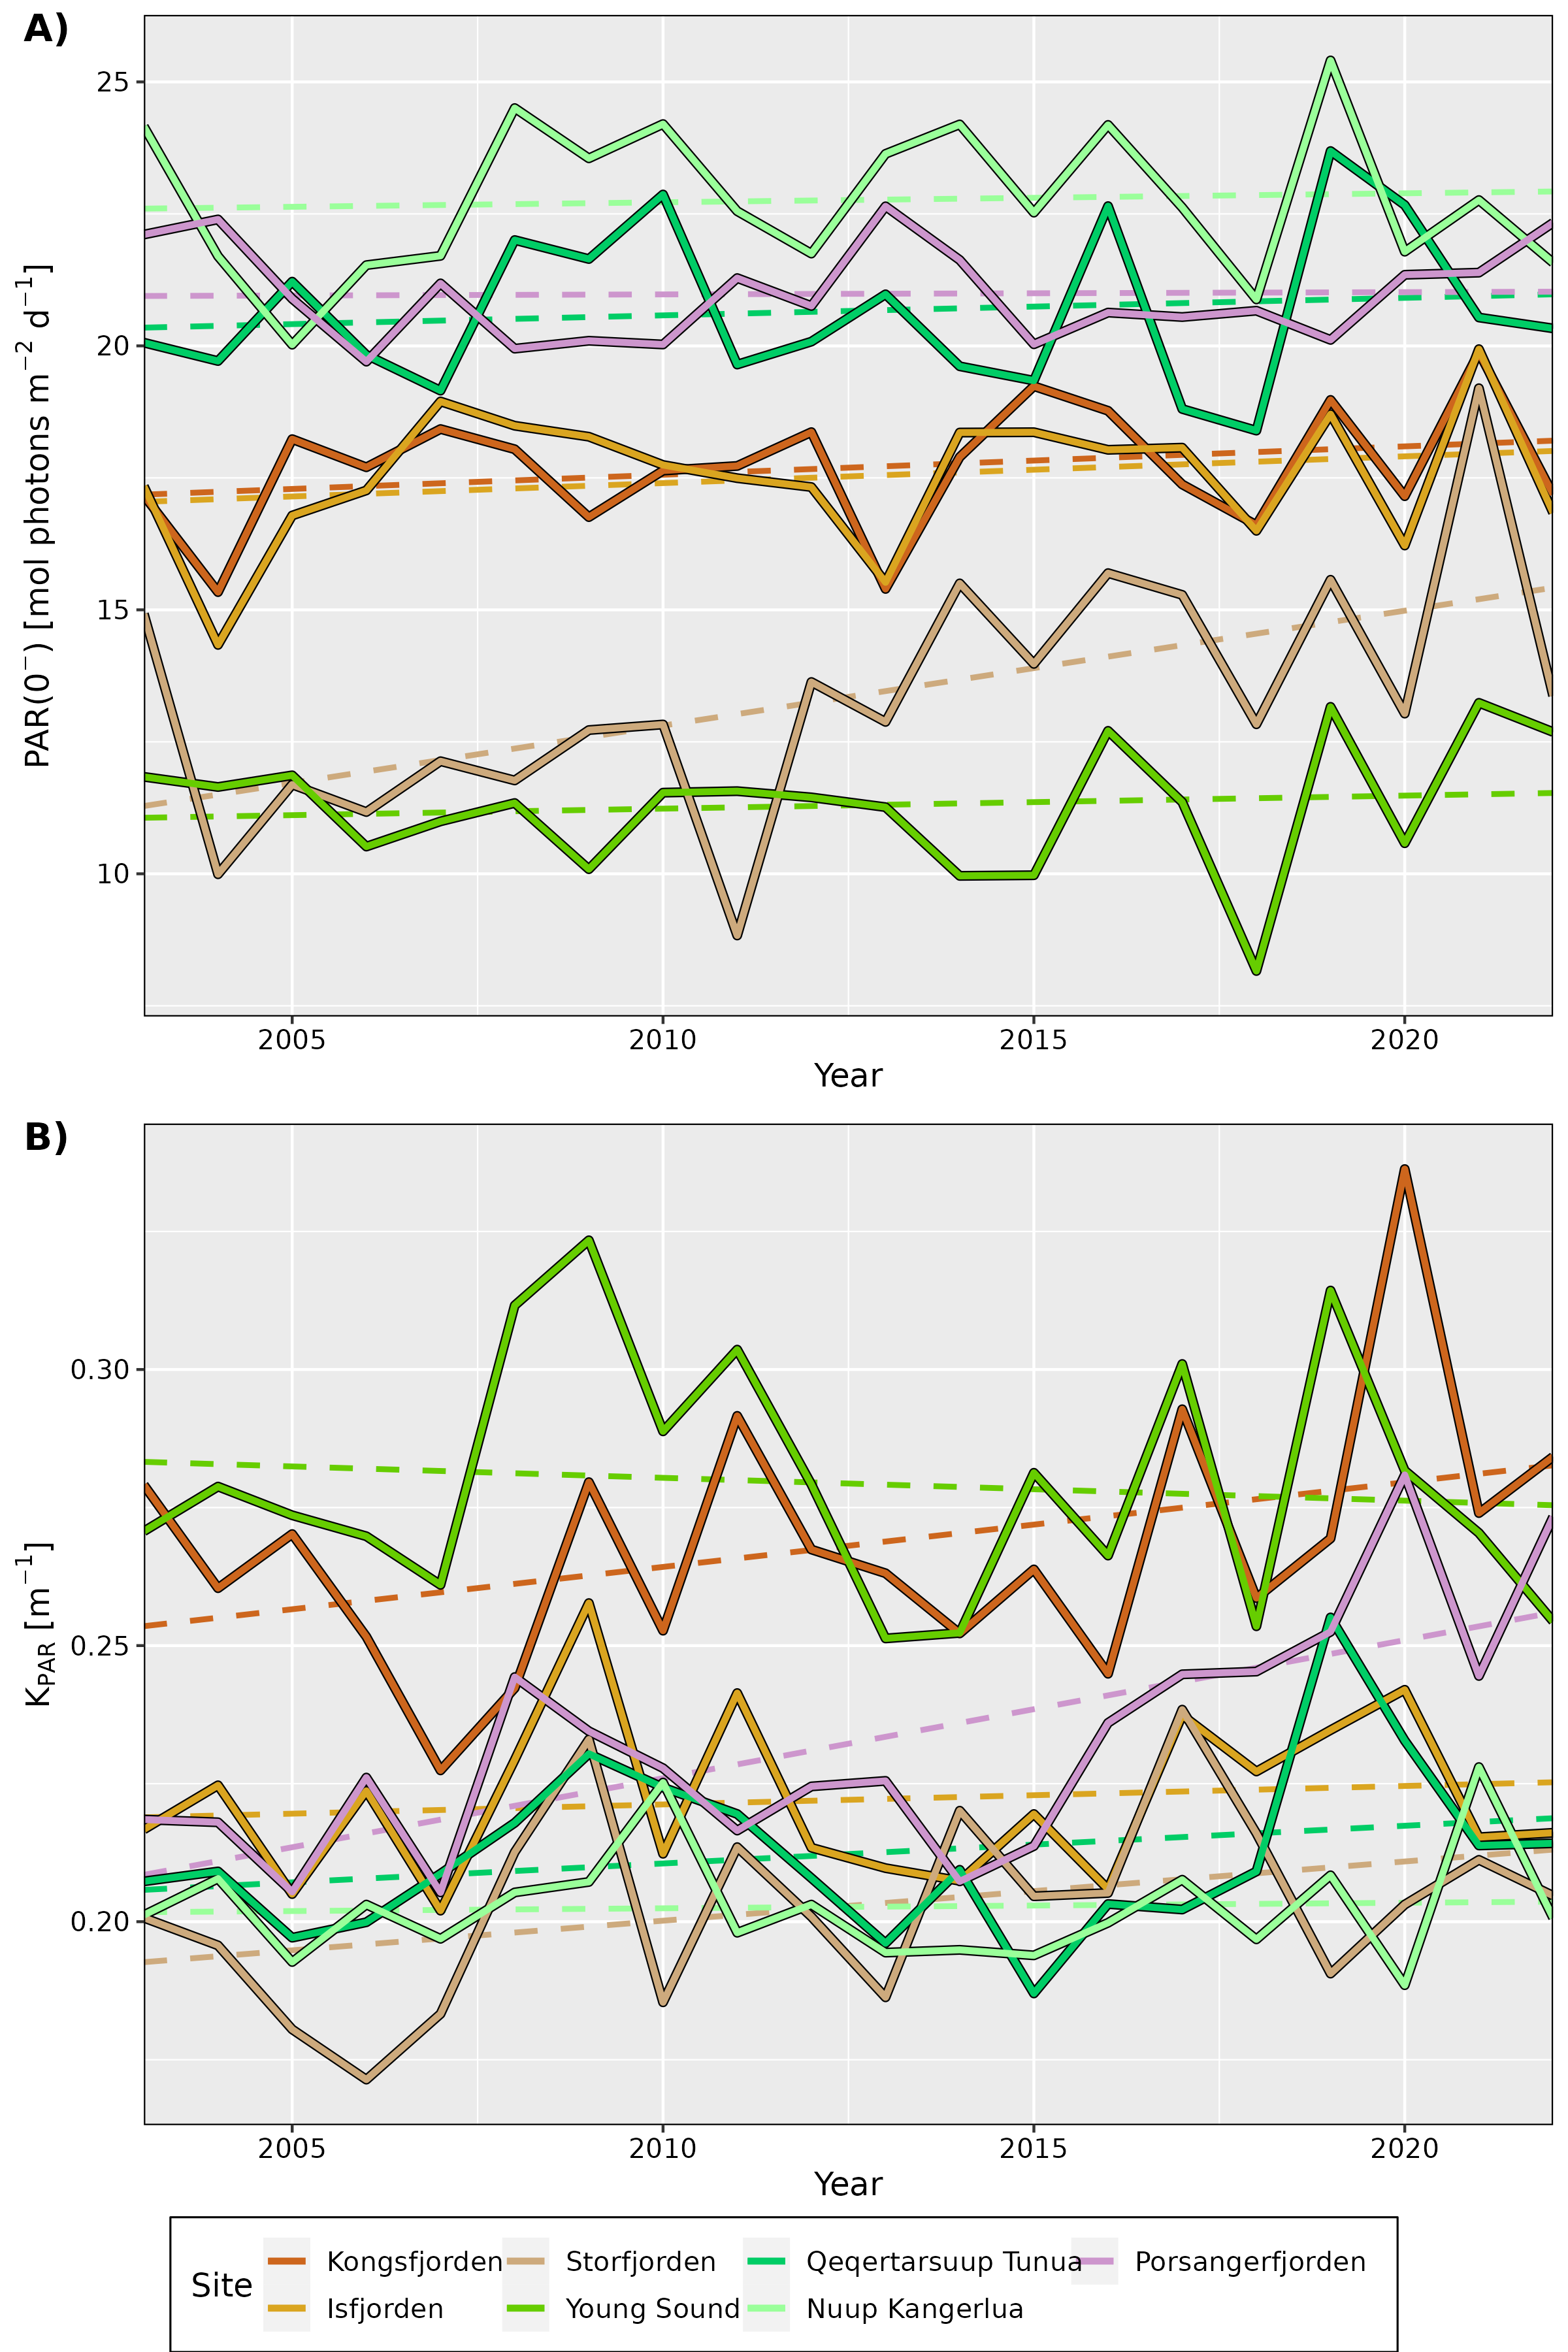 A)
25
20
15
10
PAR(0⁻) [mol photons m⁻² d⁻¹]
2005 2010 2015 2020
Year
B)
0.30
0.25
0.20
K_PAR [m⁻¹]
2005 2010 2015 2020
Year
Site
Kongsfjorden Storfjorden Qeqertarsuup Tunua Porsangerfjorden
Isfjorden Young Sound Nuup Kangerlua